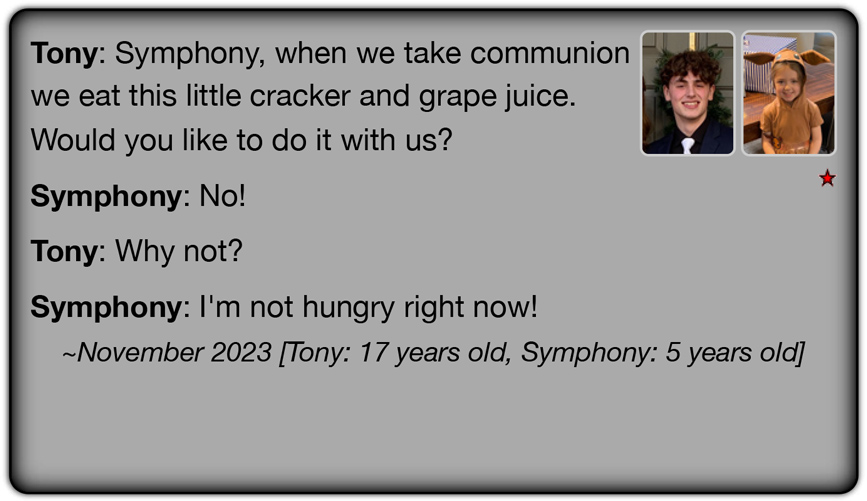 Tony: Symphony, when we take communion
we eat this little cracker and grape juice.
Would you like to do it with us?
Symphony: No!
Tony: Why not?
Symphony: I'm not hungry right now!
~November 2023 [Tony: 17 years old, Symphony: 5 years old]